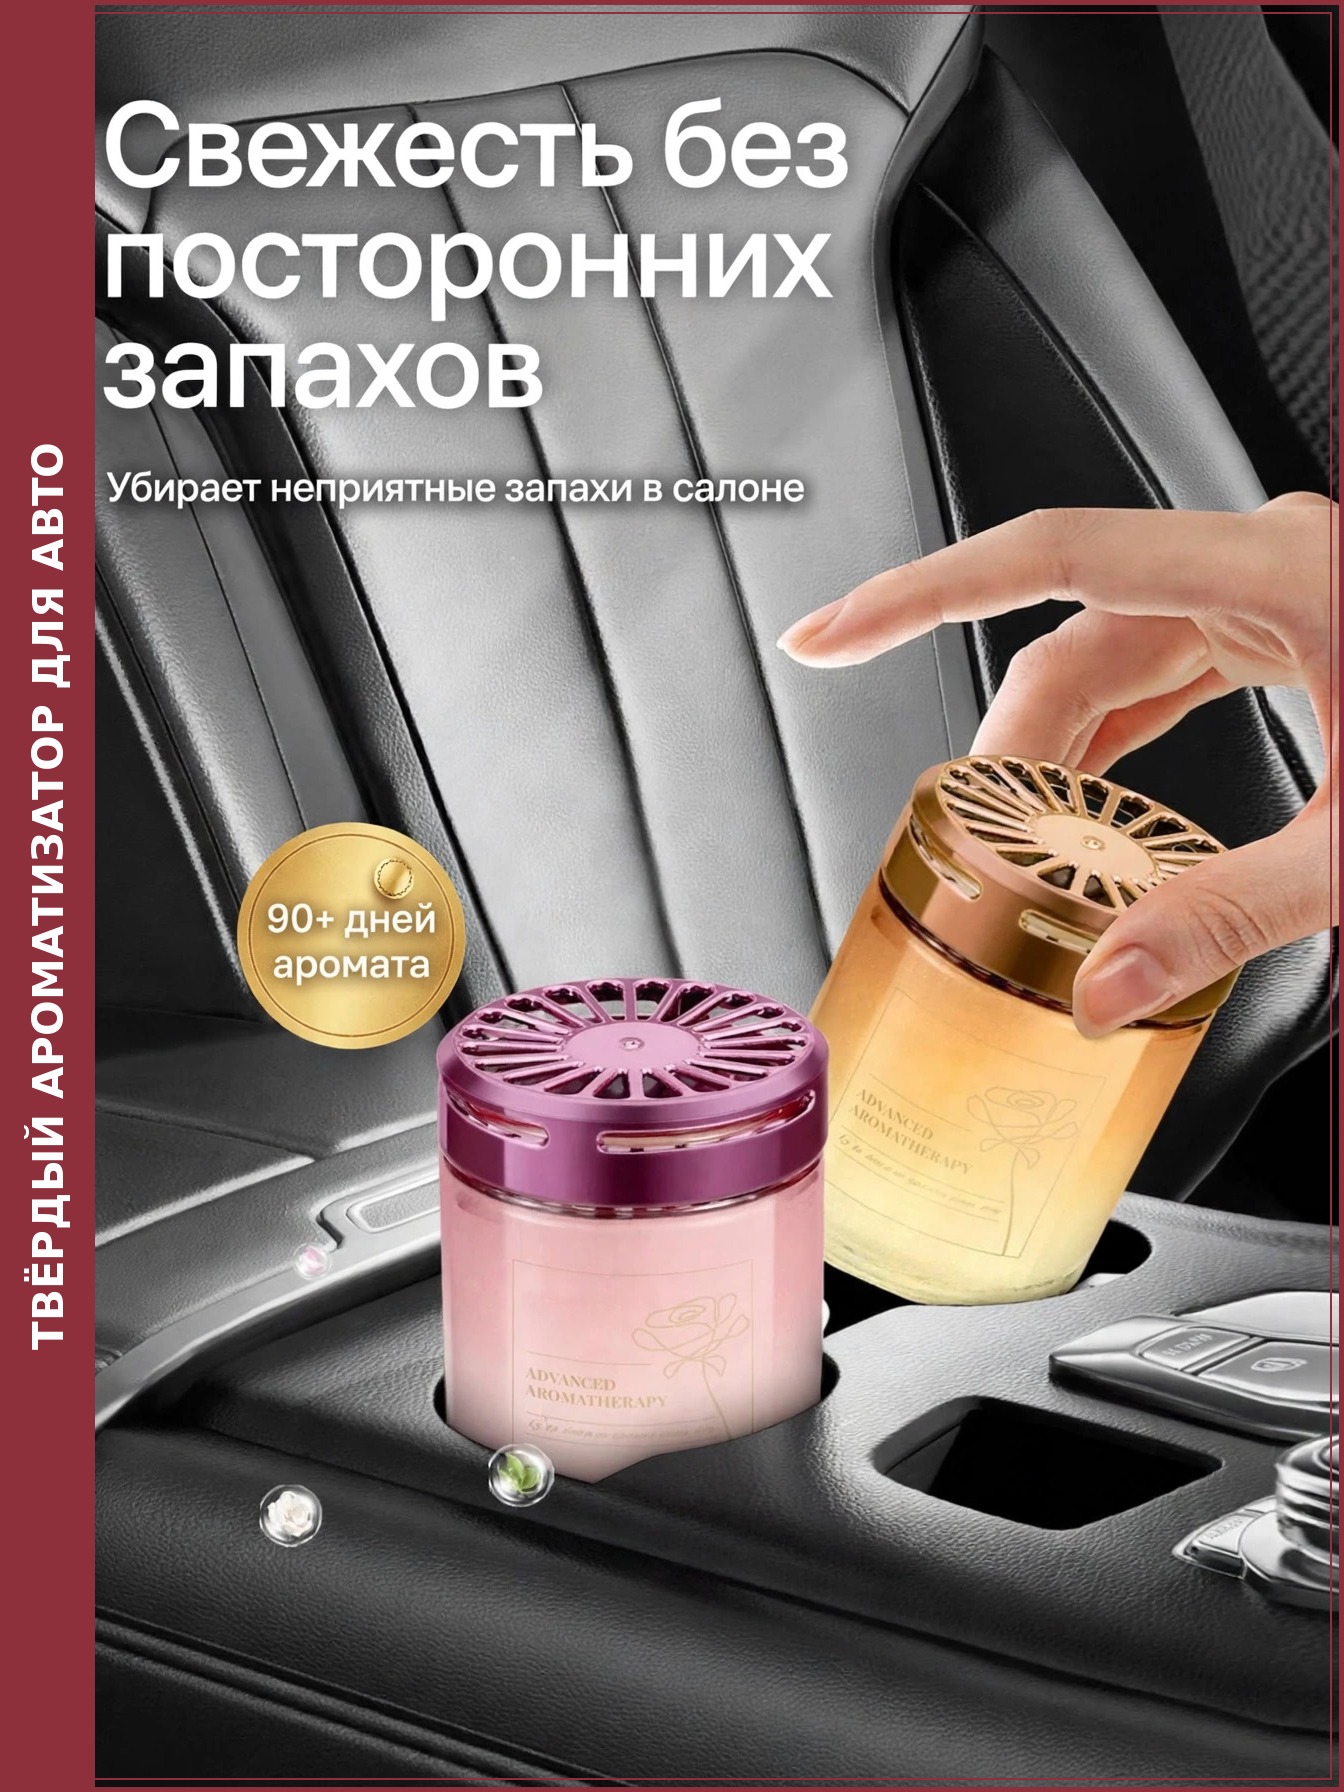 Свежесть без
посторонних
запахов
Убирает неприятные запахи в салоне
ТВЁРДЫЙ АРОМАТИЗАТОР ДЛЯ АВТО
90+ дней
аромата
ADVANCED
AROMATHERAPY
ADVANCED
AROMATHERAPY